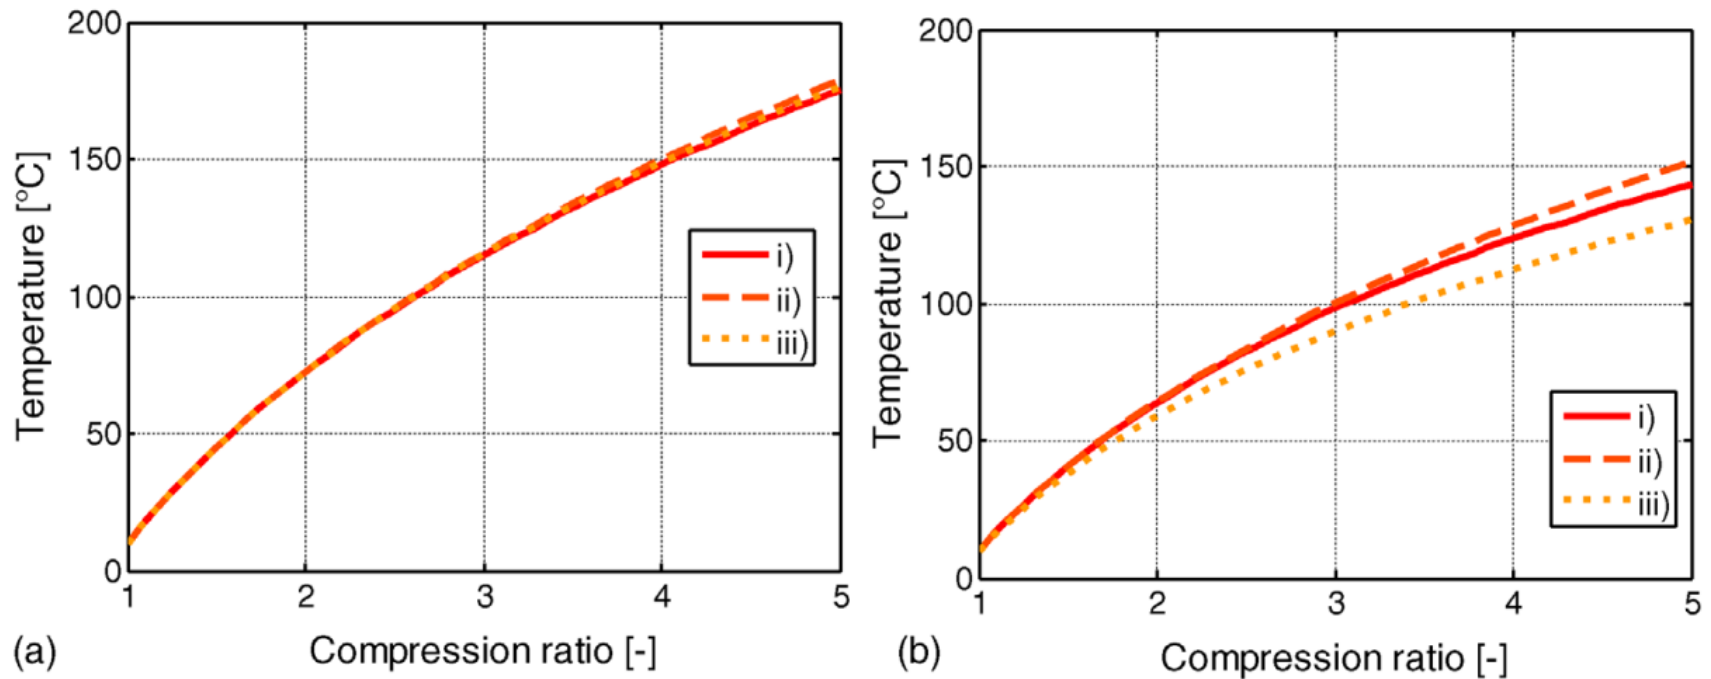 200
150
100
50
0
1 2 3 4 5
Temperature [°C]
Compression ratio [-]
i)
ii)
iii)
(a)
200
150
100
50
0
1 2 3 4 5
Temperature [°C]
Compression ratio [-]
i)
ii)
iii)
(b)